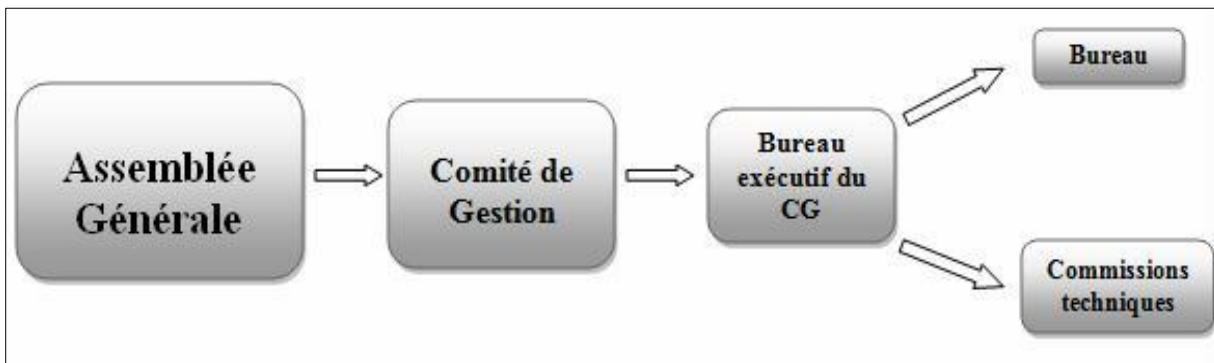 Assemblée
Générale
Comité de
Gestion
Bureau
exécutif du
CG
Bureau
Commissions
techniques